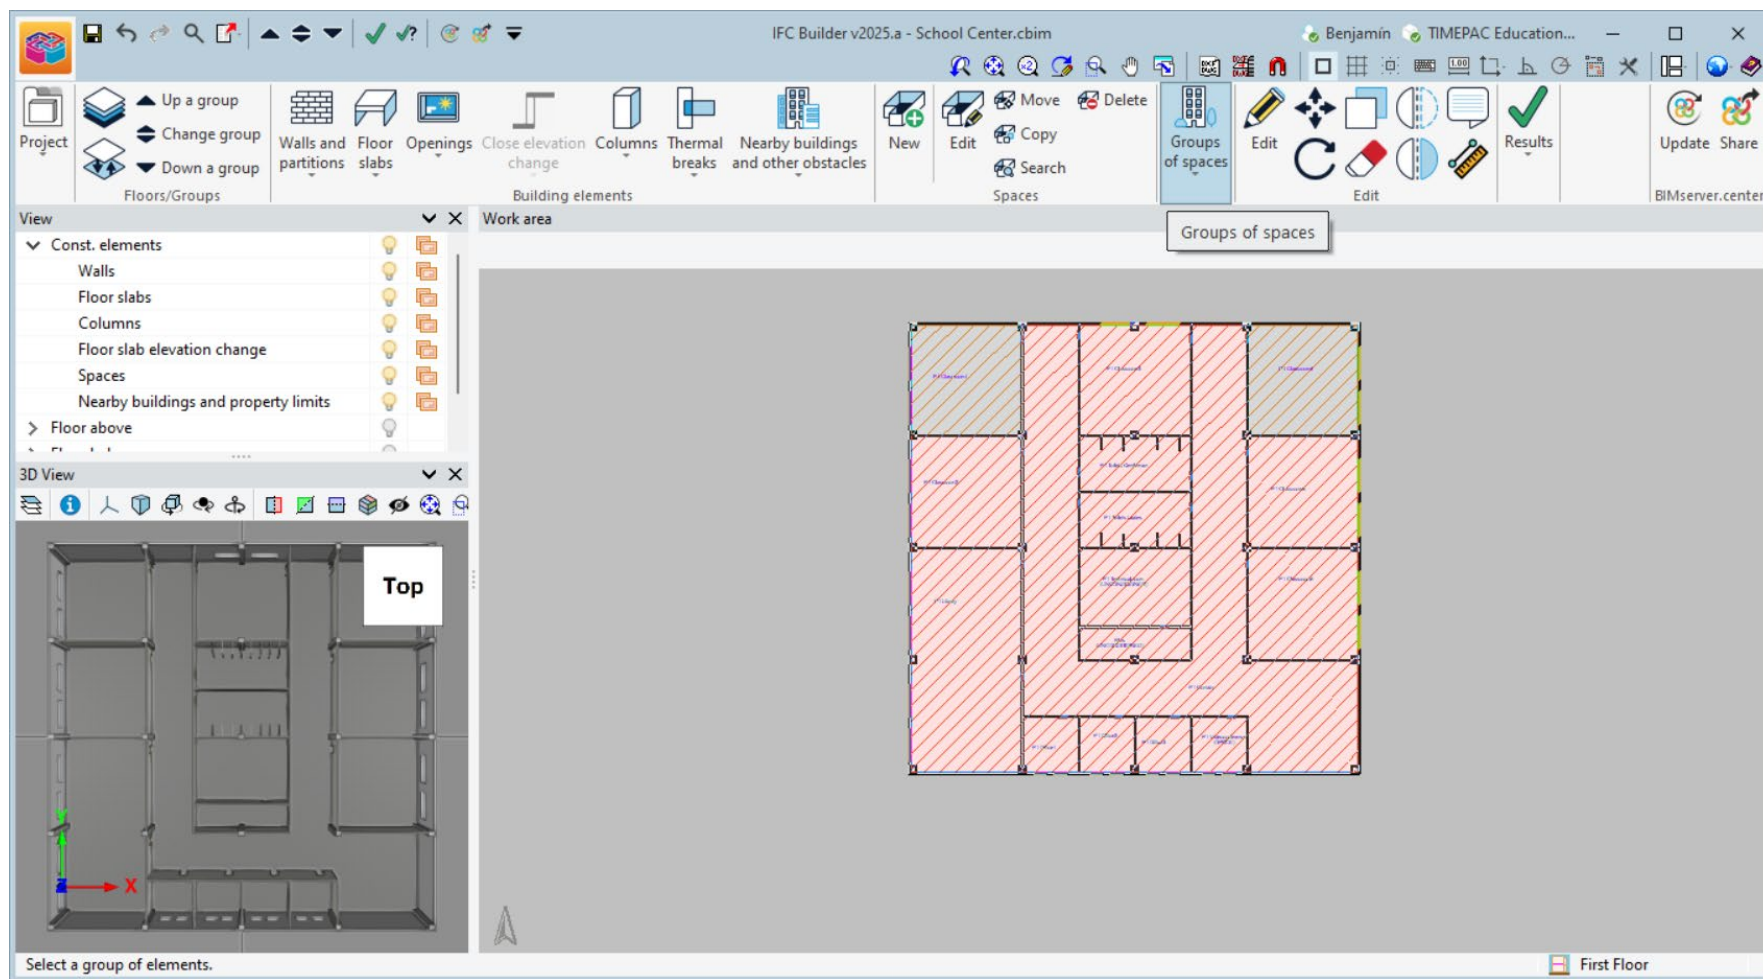 IFC Builder v2025.a - School Center.cbim
Benjamín
TIMEPAC Education...
Project
Up a group
Change group
Down a group
Floors/Groups
Walls and
partitions
Floor
slabs
Openings
Close elevation
change
Columns
Thermal
breaks
Nearby buildings
and other obstacles
Building elements
New
Edit
Move
Delete
Copy
Search
Spaces
Groups
of spaces
Edit
Edit
Results
Update
Share
BIMserver.center
View
Work area
Groups of spaces
Const. elements
Walls
Floor slabs
Columns
Floor slab elevation change
Spaces
Nearby buildings and property limits
Floor above
3D View
Top
Y
X
Z
Select a group of elements.
First Floor